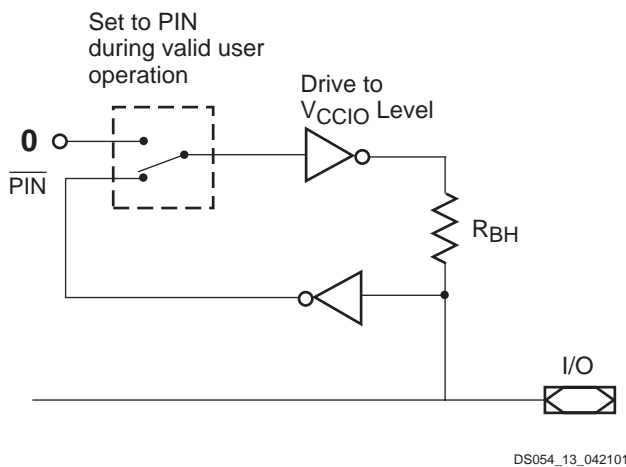 Set to PIN
during valid user
operation
Drive to
VCCIO Level
0
PIN
RBH
I/O
DS054_13_042101